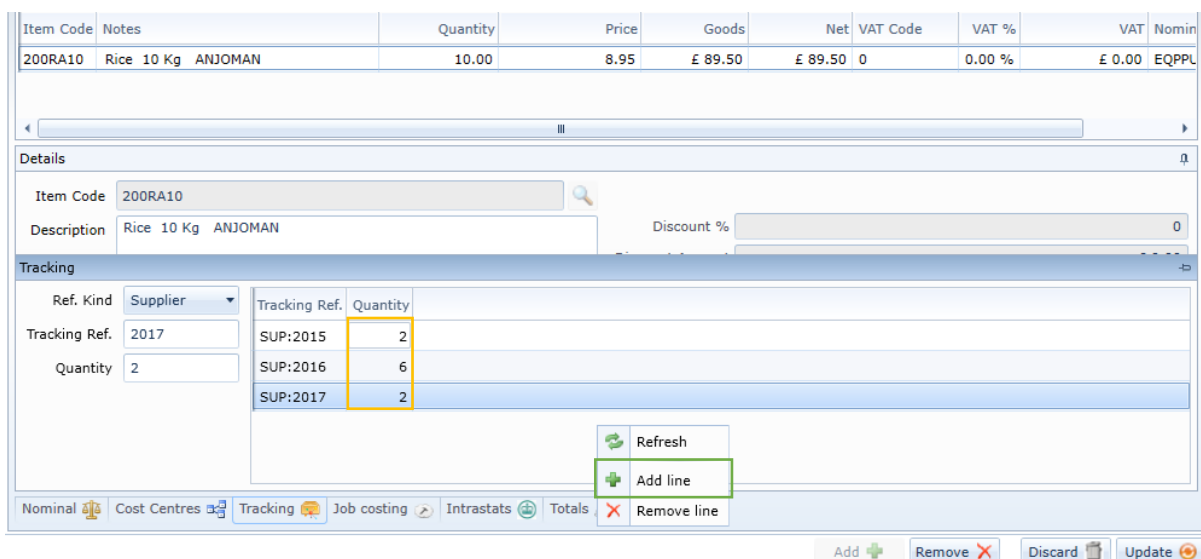 Item Code Notes Quantity Price Goods Net VAT Code VAT % VAT Nomin
200RA10 Rice 10 Kg ANJOMAN 10.00 8.95 £ 89.50 £ 89.50 0 0.00 % £ 0.00 EQPPU
Details
Item Code 200RA10
Description Rice 10 Kg ANJOMAN
Discount % 0
Tracking
Ref. Kind Supplier
Tracking Ref. 2017
Quantity 2
Tracking Ref. Quantity
SUP:2015 2
SUP:2016 6
SUP:2017 2
Refresh
Add line
Remove line
Nominal Cost Centres Tracking Job costing Intrastats Totals
Add Remove Discard Update